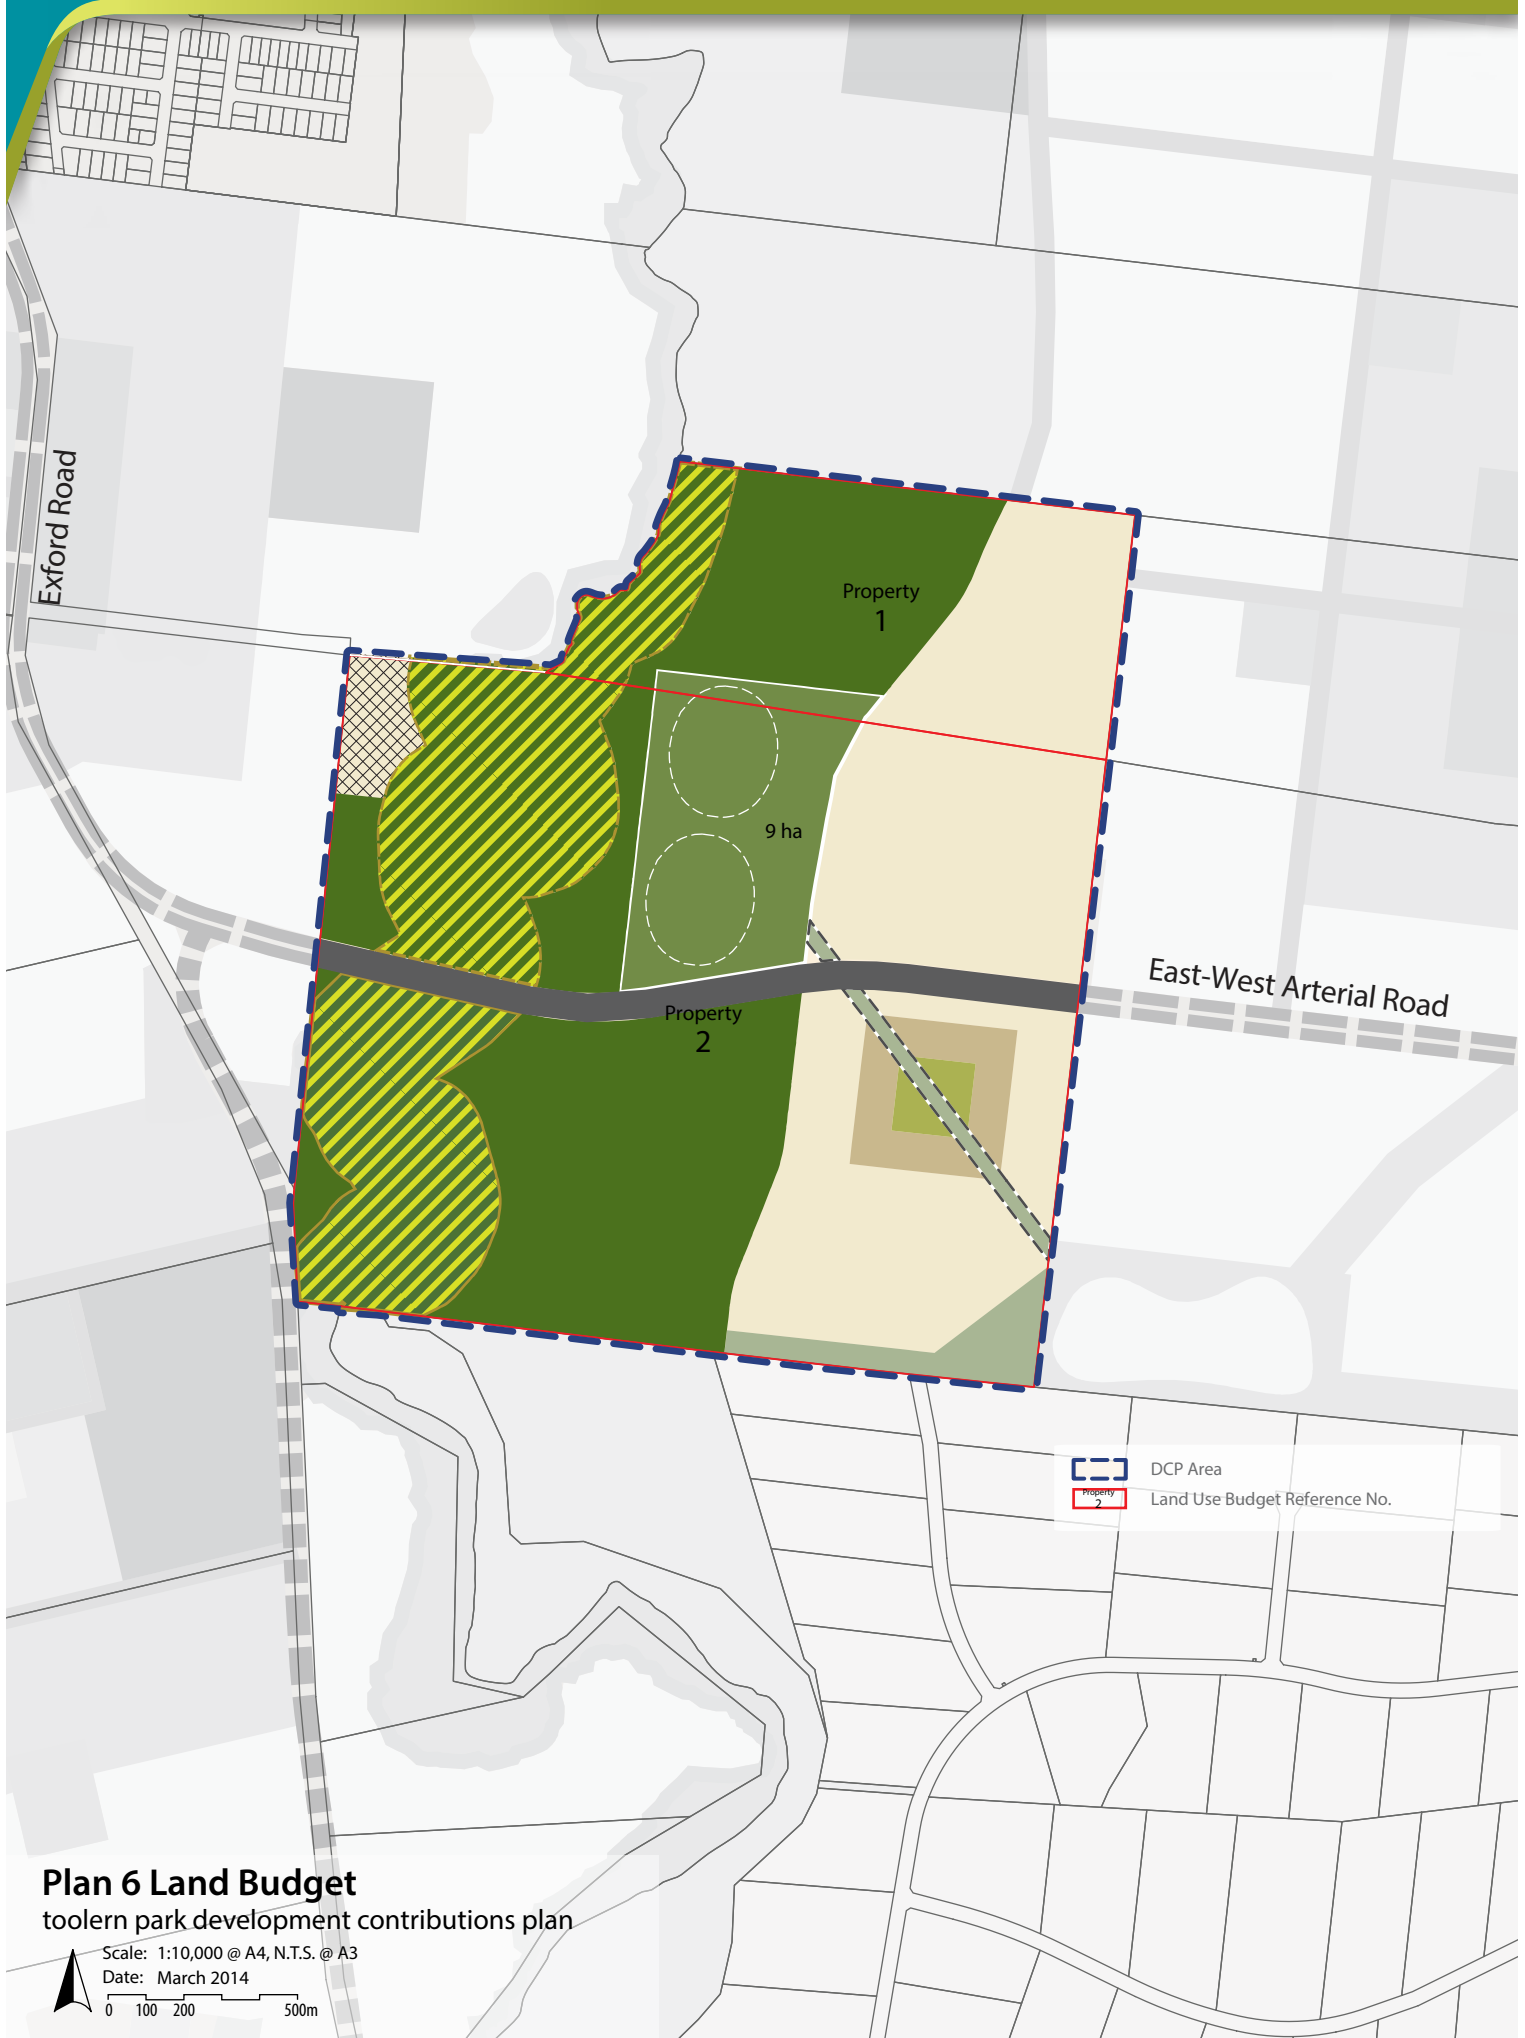 Exford Road
Property
1
9 ha
East-West Arterial Road
Property
2
DCP Area
Property
2
Land Use Budget Reference No.
Plan 6 Land Budget
toolern park development contributions plan
Scale: 1:10,000 @ A4, N.T.S. @ A3
Date: March 2014
0 100 200 500m